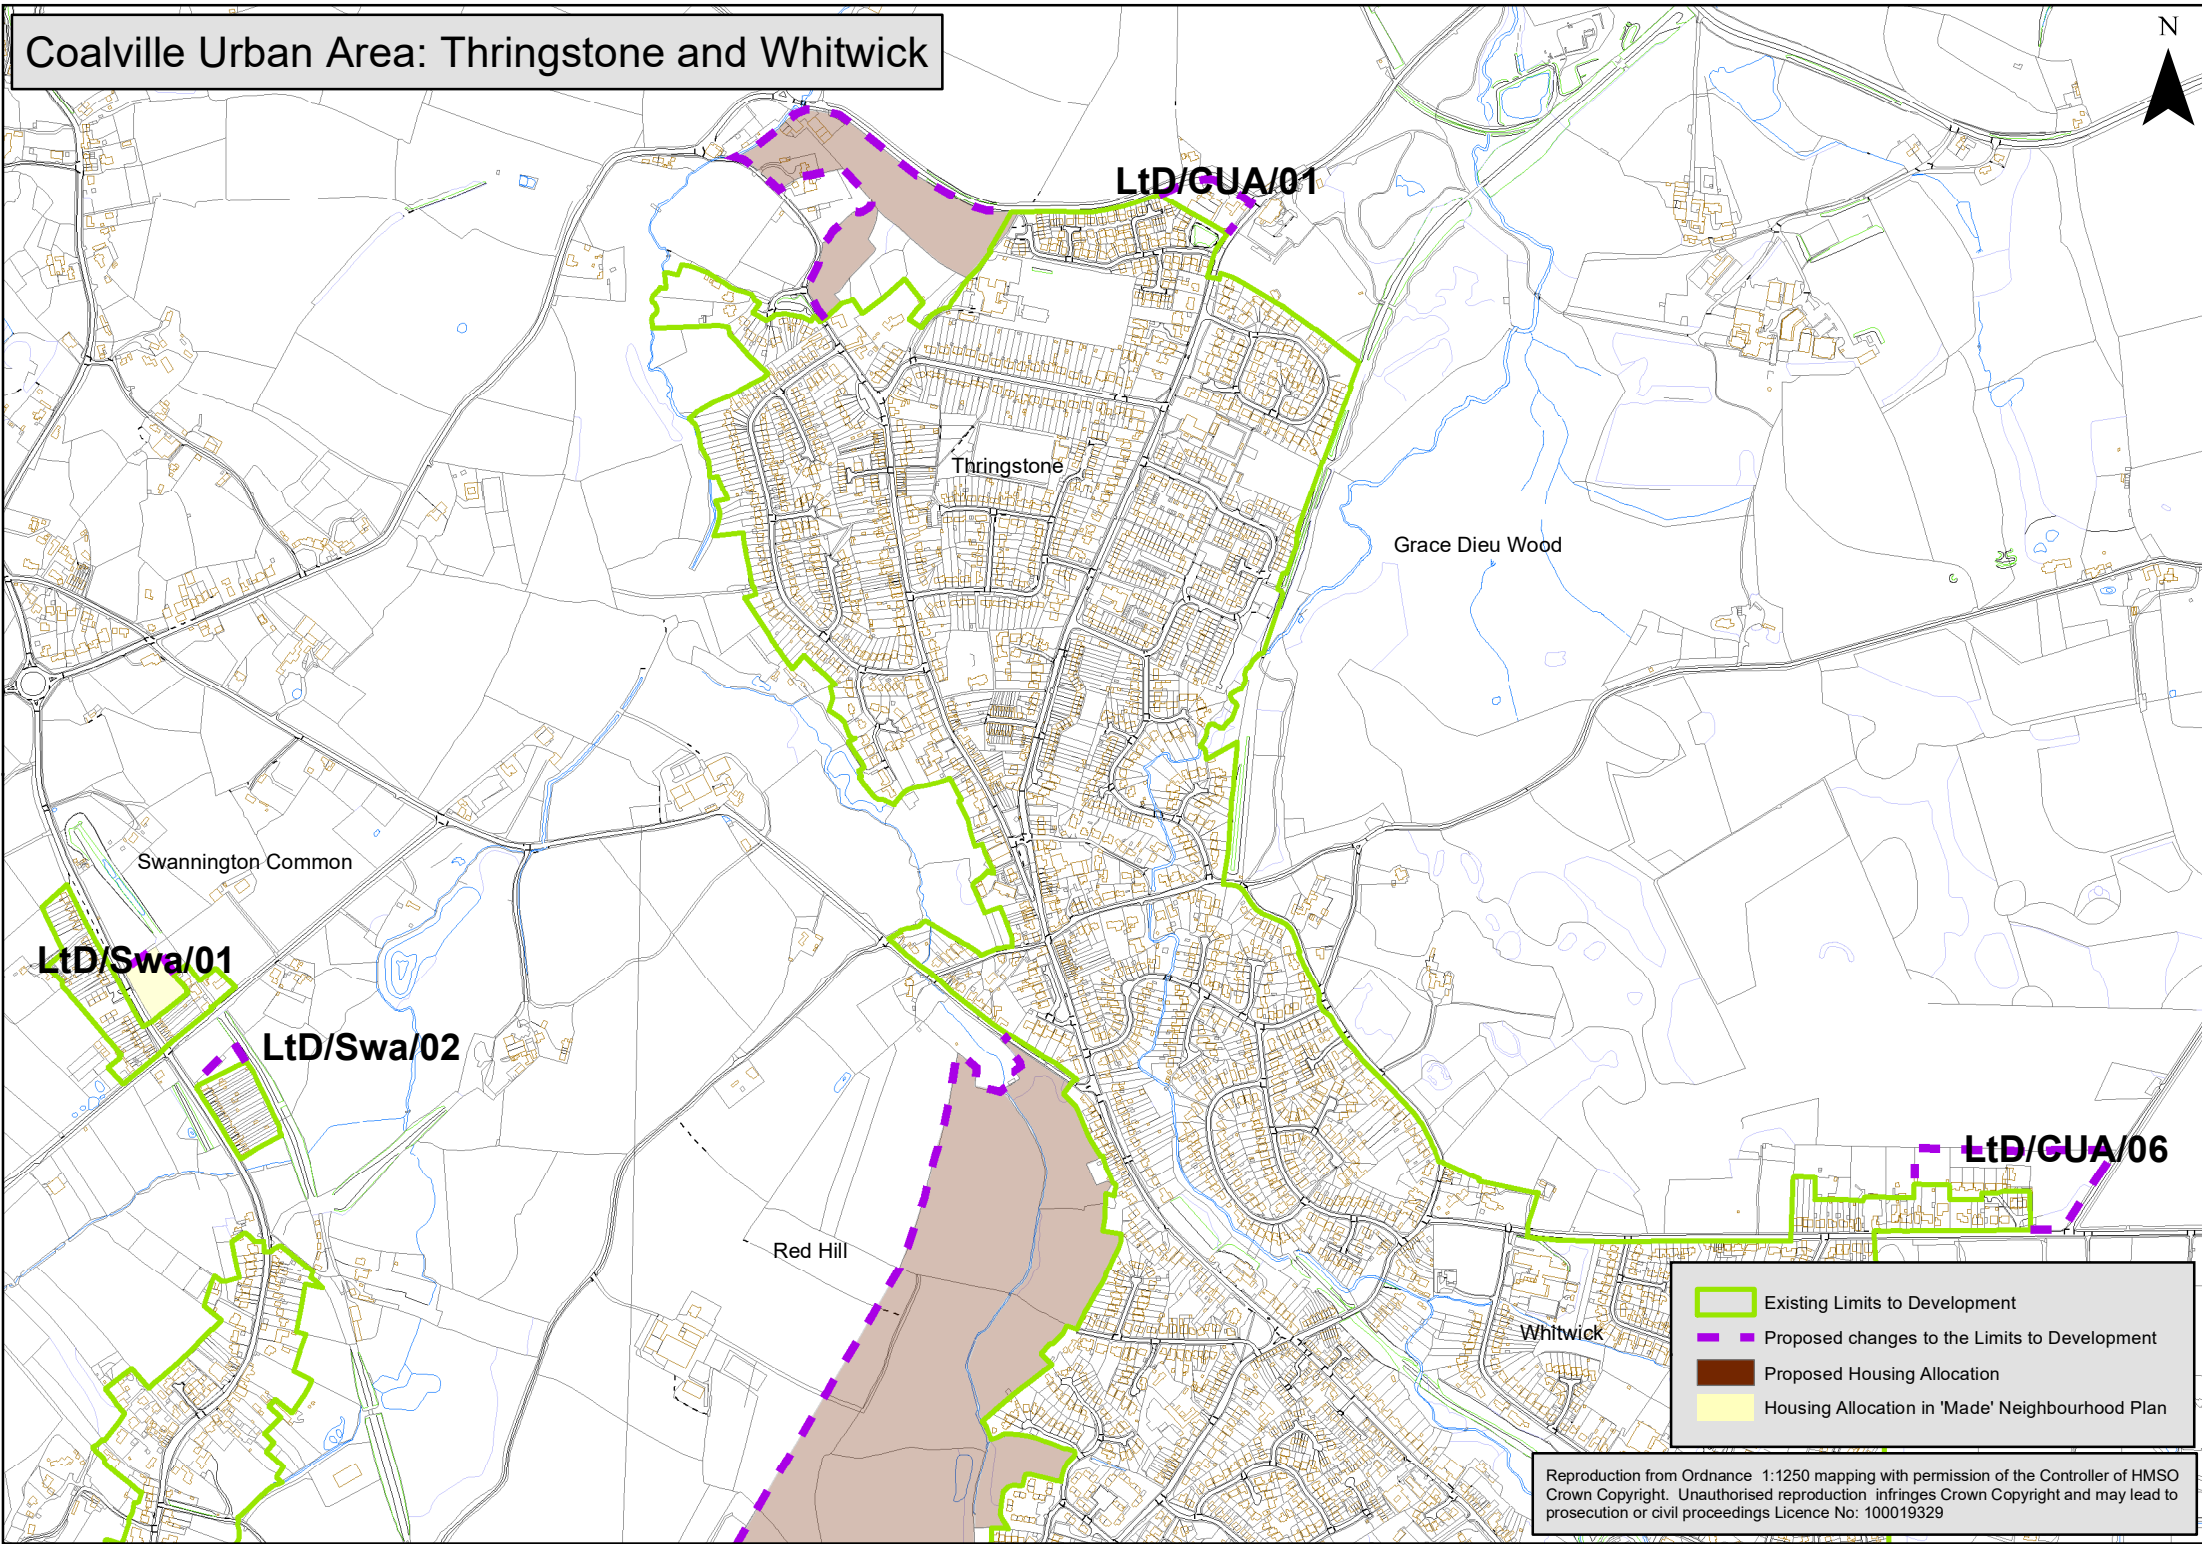 Coalville Urban Area: Thringstone and Whitwick
N
LtD/CUA/01
Thringstone
Grace Dieu Wood
Swannington Common
LtD/Swa/01
LtD/Swa/02
LtD/CUA/06
Red Hill
Whitwick
Existing Limits to Development
Proposed changes to the Limits to Development
Proposed Housing Allocation
Housing Allocation in 'Made' Neighbourhood Plan
Reproduction from Ordnance 1:1250 mapping with permission of the Controller of HMSO
Crown Copyright. Unauthorised reproduction infringes Crown Copyright and may lead to
prosecution or civil proceedings Licence No: 100019329